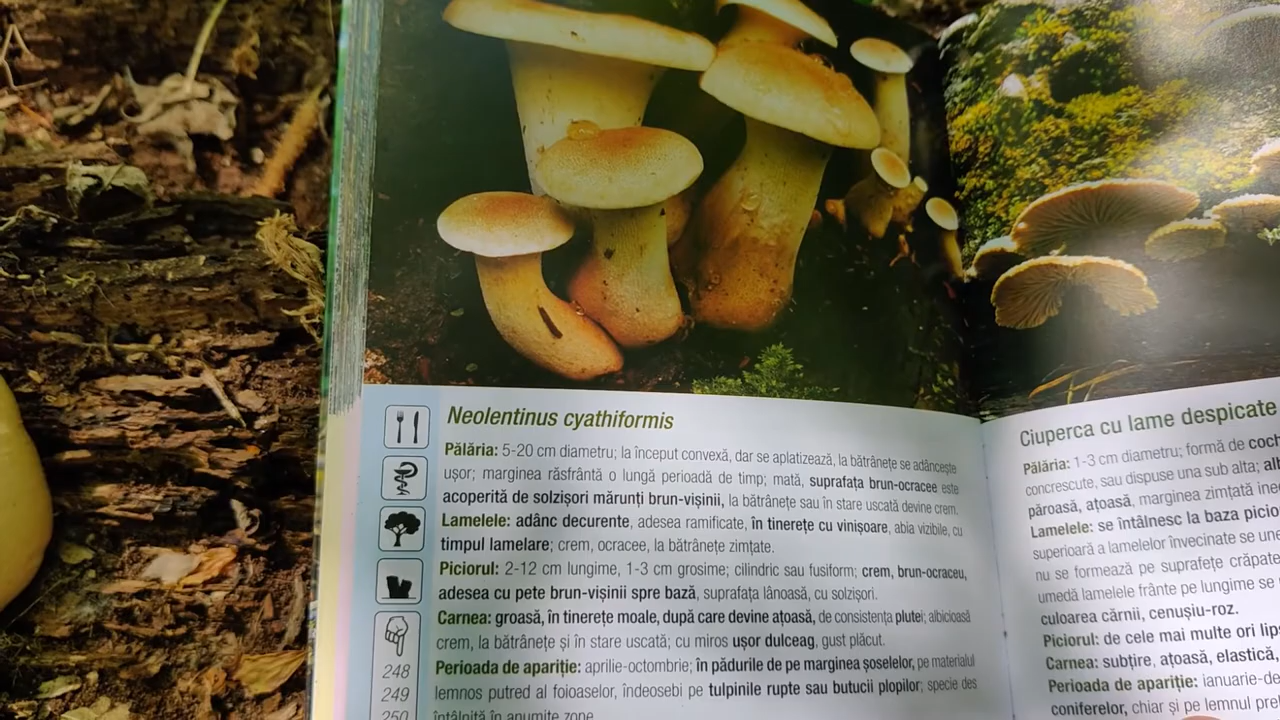 Neolentinus cyathiformis
Pălăria: 5-20 cm diametru; la început convexă, dar se aplatizează, la bătrânețe se adâncește
ușor; marginea răsfrântă o lungă perioadă de timp; mată, suprafața brun-ocracee este
acoperită de solzișori mărunți brun-vișinii, la bătrânețe sau în stare uscată devine crem.
Lamelele: adânc decurente, adesea ramificate, în tinerețe cu vinișoare, abia vizibile, cu
timpul lamelare; crem, ocracee, la bătrânețe zimțate.
Piciorul: 2-12 cm lungime, 1-3 cm grosime; cilindric sau fusiform; crem, brun-ocraceu,
adesea cu pete brun-vișinii spre bază, suprafața lânoasă, cu solzișori.
Carnea: groasă, în tinerețe moale, după care devine ațoasă, de consistența plutei; albicioasă
crem, la bătrânețe și în stare uscată; cu miros ușor dulceag, gust plăcut.
Perioada de apariție: aprilie-octombrie; în pădurile de pe marginea șoselelor, pe materialul
lemnos putred al foioaselor, îndeosebi pe tulpinile rupte sau butucii plopilor; specie des
întâlnită în anumite zone.
248
249
250
Ciuperca cu lame despicate
Pălăria: 1-3 cm diametru; formă de
concrescute, sau dispuse una sub alta;
păroasă, ațoasă, marginea zimțată
Lamelele: se întâlnesc la baza
superioară a lamelelor învecinate se
nu se formează pe suprafețe
umedă lamelele frânte pe lungime se
culoarea cărnii, cenușiu-roz.
Piciorul: de cele mai multe ori
Carnea: subțire, ațoasă, elastică,
Perioada de apariție:
coniferelor, chiar și pe lemnul